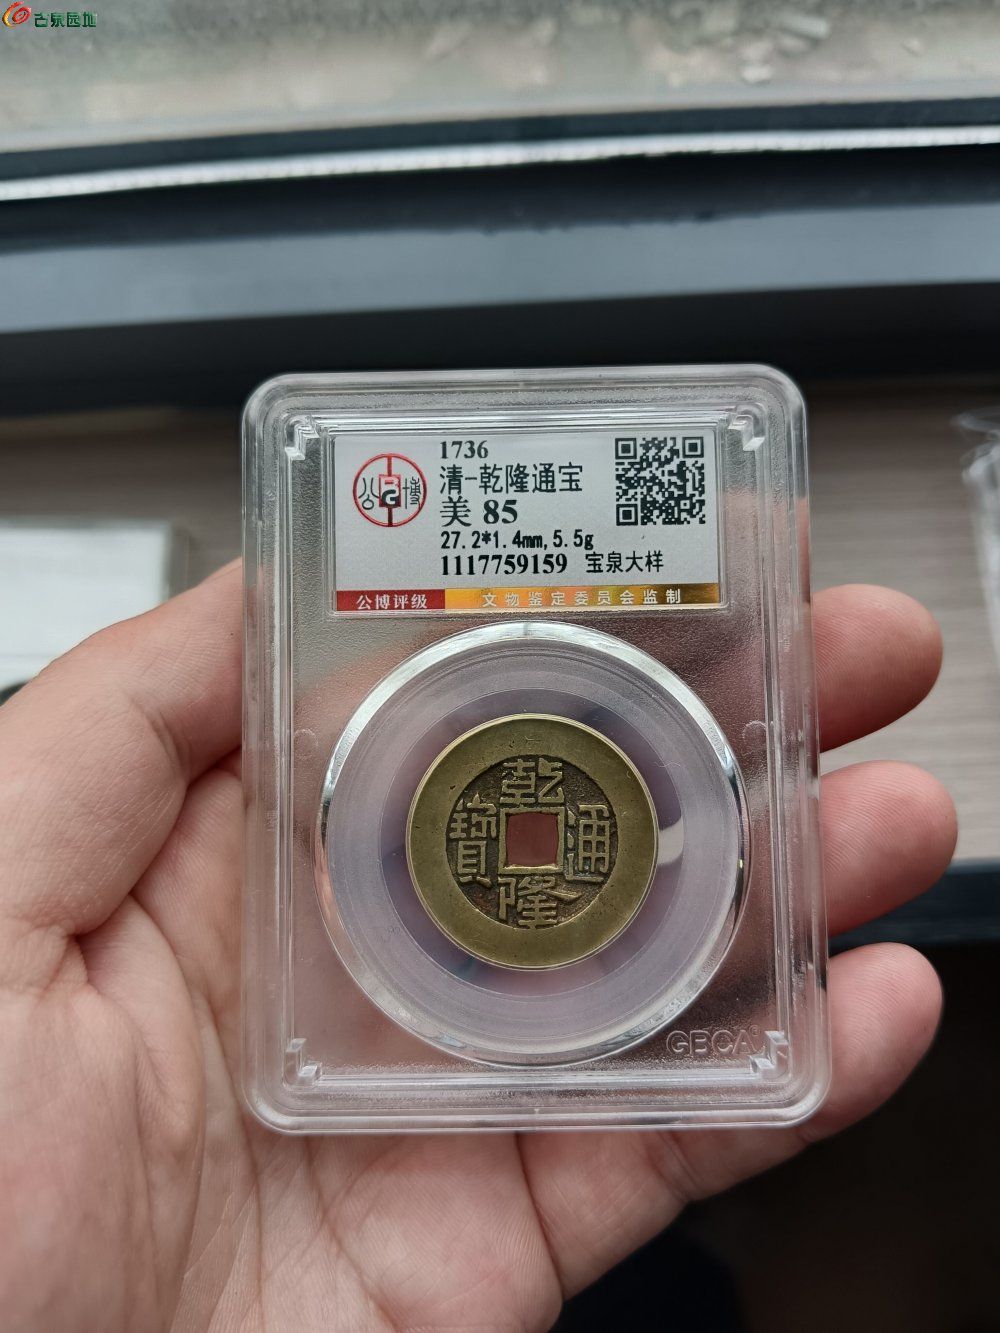 古泉园地
1736
清-乾隆通宝
美 85
27.2*1.4mm,5.5g
1117759159 宝泉大样
公博
G
公博评级 文物鉴定委员会监制
乾隆通寶
GBCA